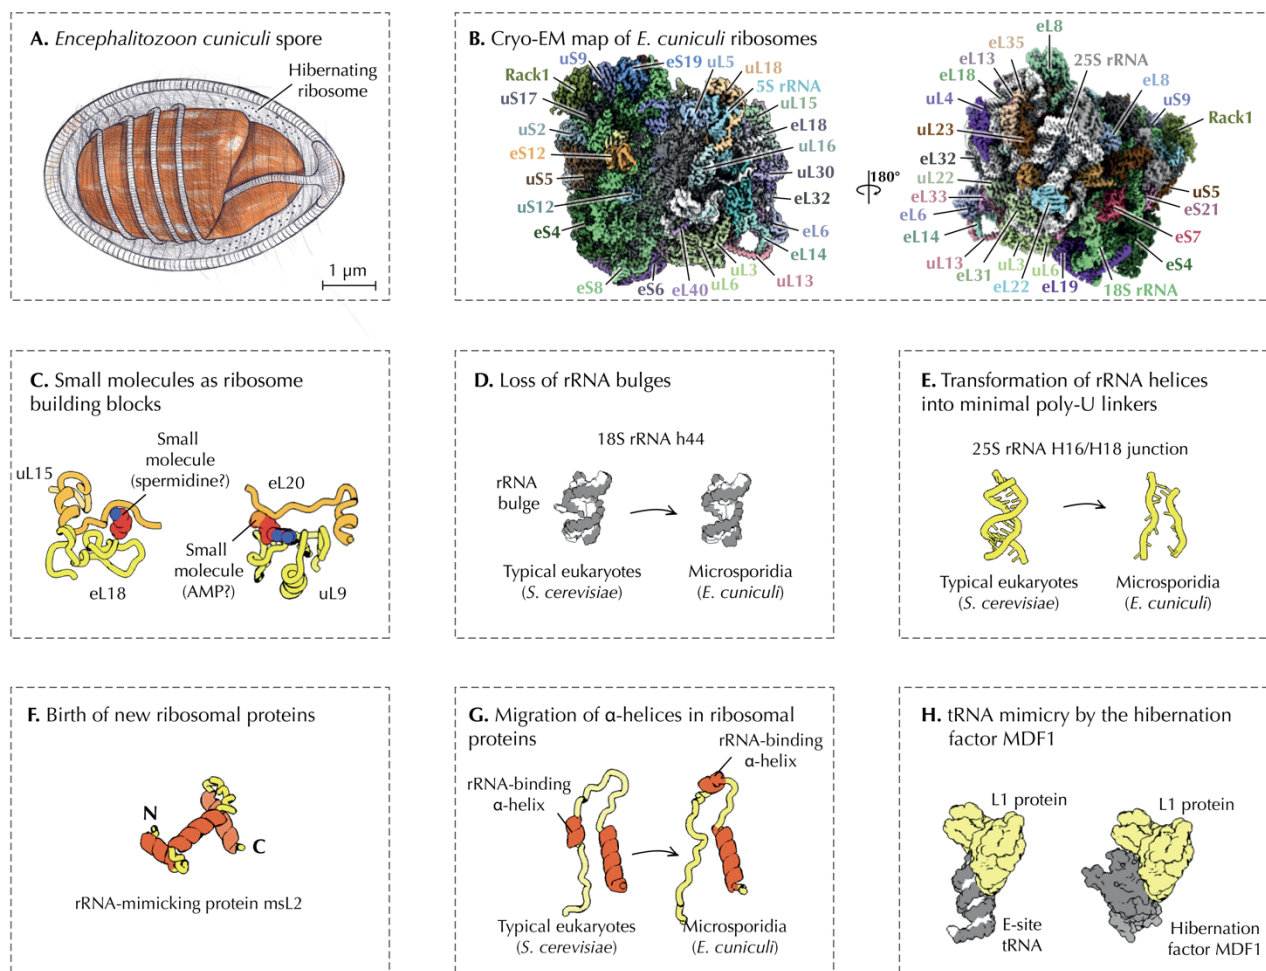 A. Encephalitozoon cuniculi spore
Hibernating
ribosome
1 μm
B. Cryo-EM map of E. cuniculi ribosomes
uS9
eS19
uL5
uL18
Rack1
5S rRNA
uS17
uL15
uS2
eL18
eS12
uL16
uS5
uL30
uS12
eL32
eS4
eL6
eL14
uL3
uL13
eS8
eS6
eL40
uL6
180°
eL8
eL35
eL13
25S rRNA
eL18
eL8
uL4
uS9
Rack1
uL23
eL32
uL22
uS5
eL33
eS21
eL6
eS7
eL14
eS4
uL13
uL3
uL6
eL31
eL22
eL19
18S rRNA
C. Small molecules as ribosome
building blocks
Small
molecule
(spermidine?)
uL15
eL20
Small
molecule
(AMP?)
eL18
uL9
D. Loss of rRNA bulges
18S rRNA h44
rRNA
bulge
Typical eukaryotes
(S. cerevisiae)
Microsporidia
(E. cuniculi)
E. Transformation of rRNA helices
into minimal poly-U linkers
25S rRNA H16/H18 junction
Typical eukaryotes
(S. cerevisiae)
Microsporidia
(E. cuniculi)
F. Birth of new ribosomal proteins
N
C
rRNA-mimicking protein msL2
G. Migration of α-helices in ribosomal
proteins
rRNA-binding
α-helix
rRNA-binding
α-helix
Typical eukaryotes
(S. cerevisiae)
Microsporidia
(E. cuniculi)
H. tRNA mimicry by the hibernation
factor MDF1
L1 protein
L1 protein
E-site
tRNA
Hibernation
factor MDF1